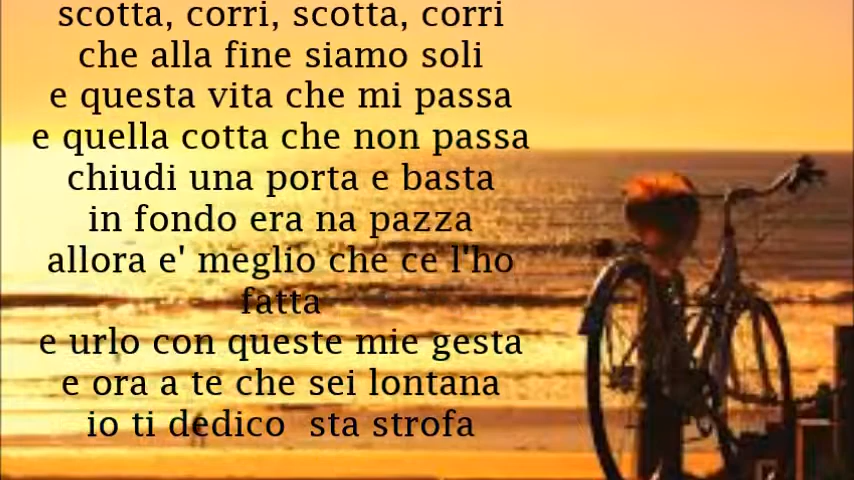 scotta, corri, scotta, corri
che alla fine siamo soli
e questa vita che mi passa
e quella cotta che non passa
chiudi una porta e basta
in fondo era na pazza
allora e' meglio che ce l'ho
fatta
e urlo con queste mie gesta
e ora a te che sei lontana
io ti dedico  sta strofa